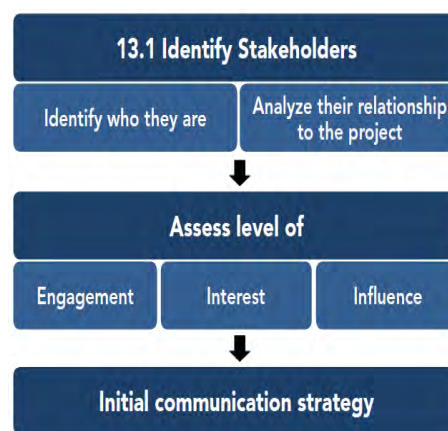 13.1 Identify Stakeholders
Identify who they are
Analyze their relationship
to the project
Assess level of
Engagement
Interest
Influence
Initial communication strategy